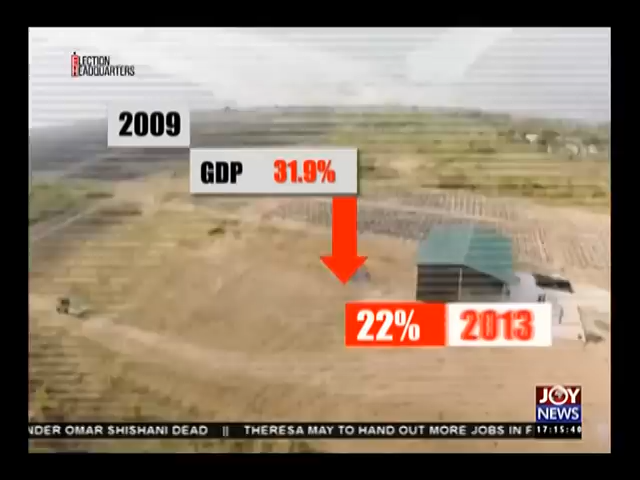 ELECTION
HEADQUARTERS
2009
GDP 31.9%
22% 2013
JOY
NEWS
NDER OMAR SHISHANI DEAD || THERESA MAY TO HAND OUT MORE JOBS IN F
17:15:40